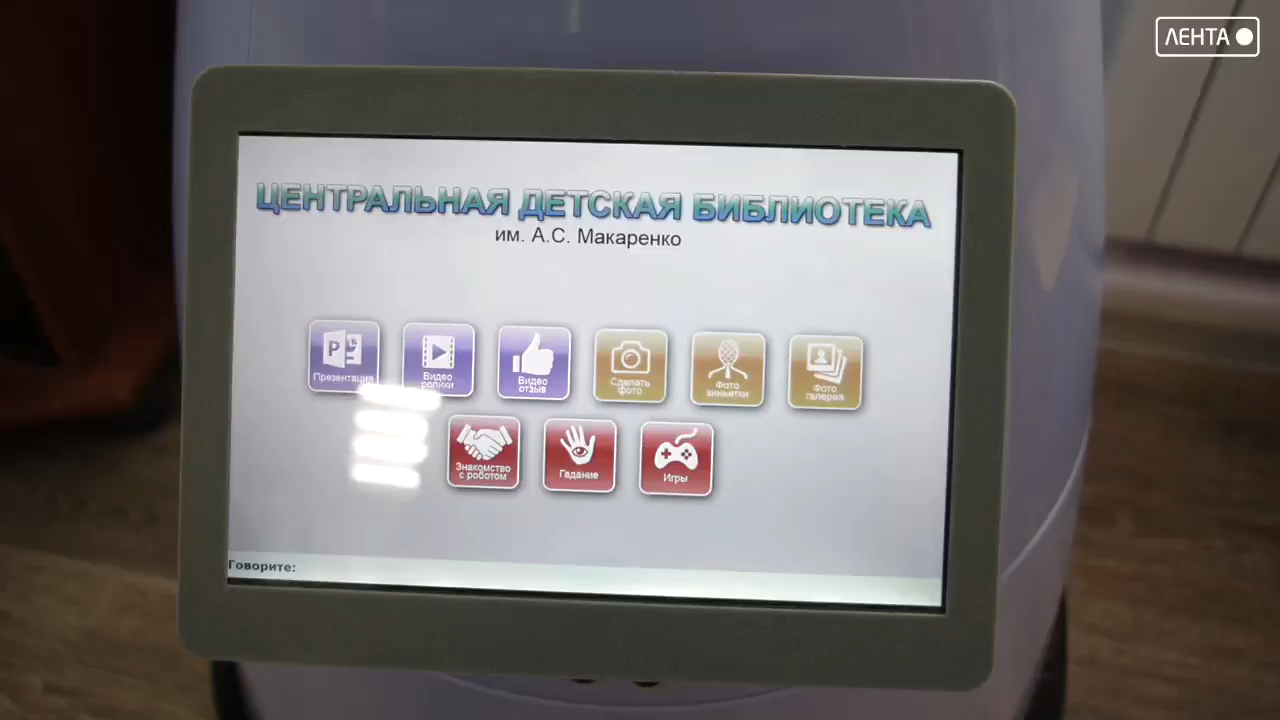 ЛЕНТА
ЦЕНТРАЛЬНАЯ ДЕТСКАЯ БИБЛИОТЕКА
им. А.С. Макаренко
P
Презентация
Видео
ролики
Видео
отзыв
Сделать
фото
Фото
виньетки
Фото
галерия
Знакомство
с роботом
Гадание
Игры
Говорите: